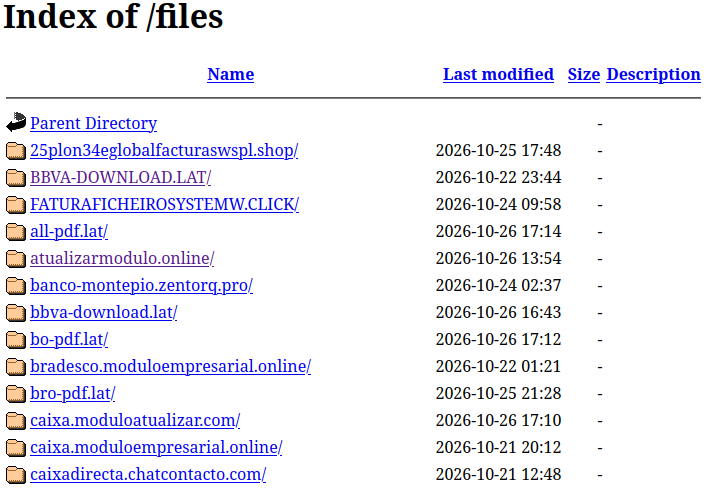 Index of /files
Name Last modified Size Description
Parent Directory -
25plon34eglobalfacturaswspl.shop/ 2026-10-25 17:48 -
BBVA-DOWNLOAD.LAT/ 2026-10-22 23:44 -
FATURAFICHEIROSYSTEMW.CLICK/ 2026-10-24 09:58 -
all-pdf.lat/ 2026-10-26 17:14 -
atualizarmodulo.online/ 2026-10-26 13:54 -
banco-montepio.zentorq.pro/ 2026-10-24 02:37 -
bbva-download.lat/ 2026-10-26 16:43 -
bo-pdf.lat/ 2026-10-26 17:12 -
bradesco.moduloempresarial.online/ 2026-10-22 01:21 -
bro-pdf.lat/ 2026-10-25 21:28 -
caixa.moduloatualizar.com/ 2026-10-26 17:10 -
caixa.moduloempresarial.online/ 2026-10-21 20:12 -
caixadirecta.chatcontacto.com/ 2026-10-21 12:48 -